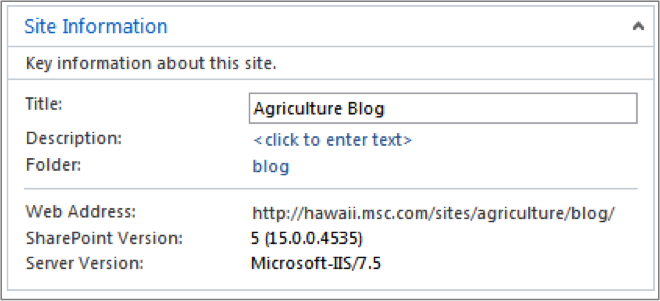 Site Information
Key information about this site.
Title: Agriculture Blog
Description: <click to enter text>
Folder: blog
Web Address: http://hawaii.msc.com/sites/agriculture/blog/
SharePoint Version: 5 (15.0.0.4535)
Server Version: Microsoft-IIS/7.5